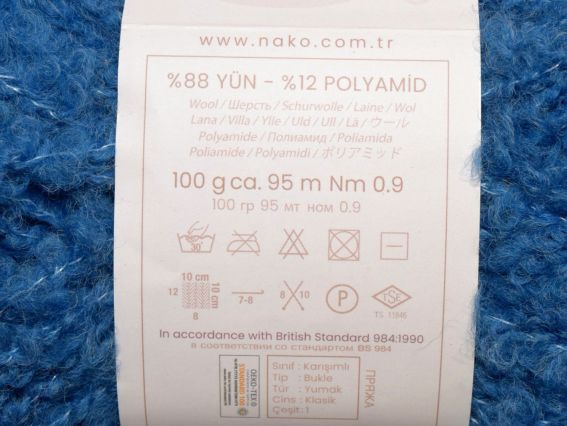 www.nako.com.tr
%88 YÜN - %12 POLYAMİD
Wool / Шерсть / Schurwolle / Laine / Wol
Lana / Villa / Ylle / Uld / Ull / Lã / ウール
Polyamide / Полиамид / Poliamida
Poliamide / Polyamidi / ポリアミッド
100 g ca. 95 m Nm 0.9
100 гр 95 мт ном 0.9
30°
10 cm
12
10 cm
8
7-8
8 10
P
TSE
TS 11846
In accordance with British Standard 984:1990
в соответствии со стандартом BS 984
OEKO-TEX®
STANDARD 100
Sınıf : Karışımlı
Tip : Bukle
Tür : Yumak
Cins : Klasik
Çeşit : 1
ПРЯЖА